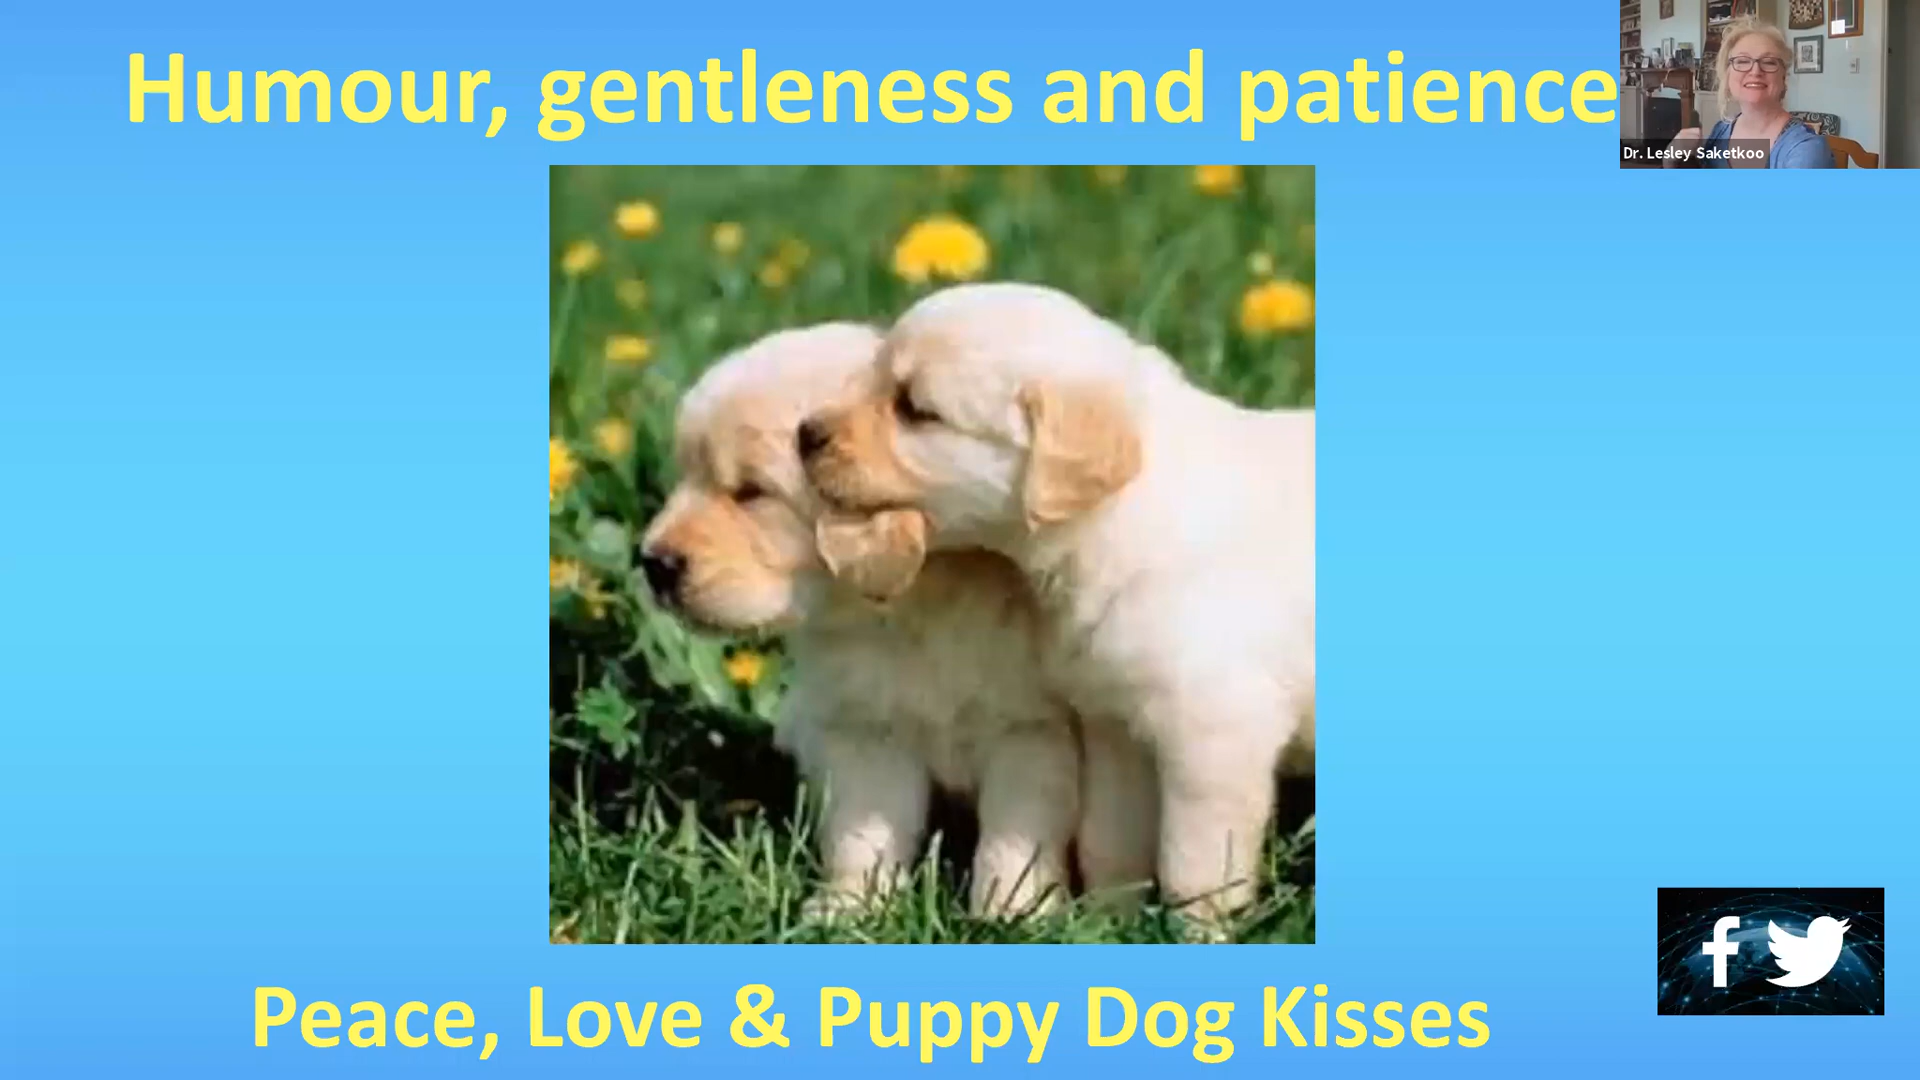 Humour, gentleness and patience
Dr. Lesley Saketkoo
Peace, Love & Puppy Dog Kisses